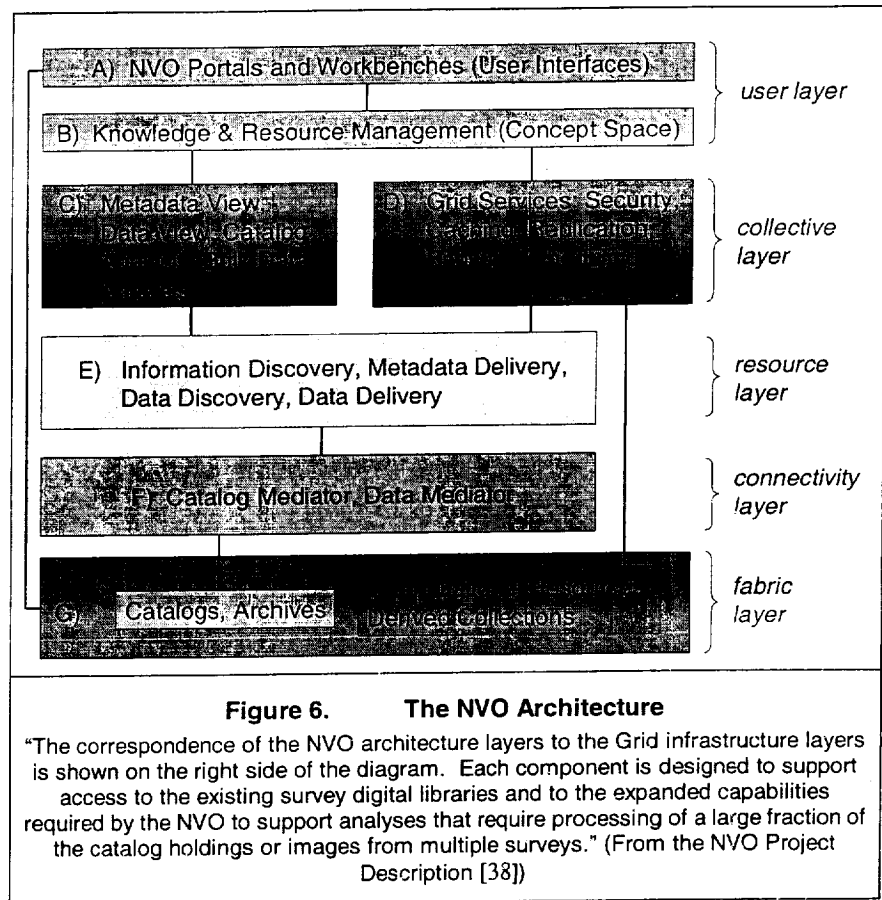 A) NVO Portals and Workbenches (User Interfaces)
user layer
B) Knowledge & Resource Management (Concept Space)
C) Metadata View,
Data View, Catalog
D) Grid Services: Security,
Caching, Replication
collective
layer
E) Information Discovery, Metadata Delivery,
Data Discovery, Data Delivery
resource
layer
F) Catalog Mediator, Data Mediator
connectivity
layer
G) Catalogs, Archives
Derived Collections
fabric
layer
Figure 6. The NVO Architecture
"The correspondence of the NVO architecture layers to the Grid infrastructure layers
is shown on the right side of the diagram. Each component is designed to support
access to the existing survey digital libraries and to the expanded capabilities
required by the NVO to support analyses that require processing of a large fraction of
the catalog holdings or images from multiple surveys." (From the NVO Project
Description [38])